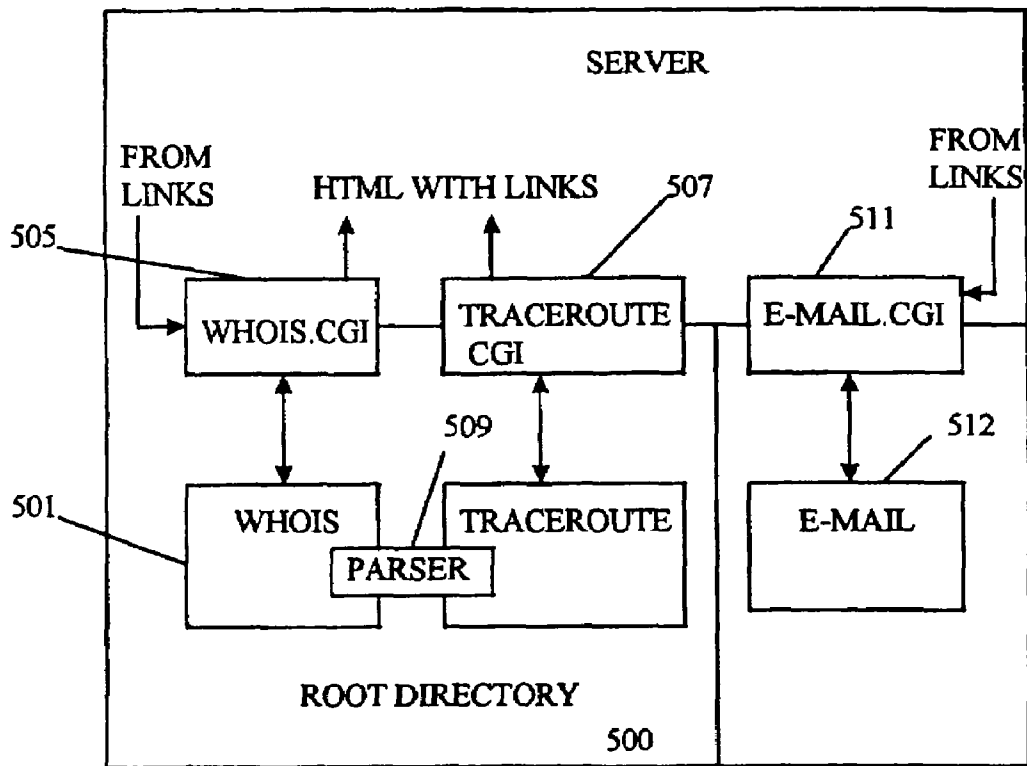 SERVER
FROM
LINKS
HTML WITH LINKS
507
FROM
LINKS
505
511
WHOIS.CGI
TRACEROUTE
CGI
E-MAIL.CGI
509
512
501
WHOIS
TRACEROUTE
E-MAIL
PARSER
ROOT DIRECTORY
500